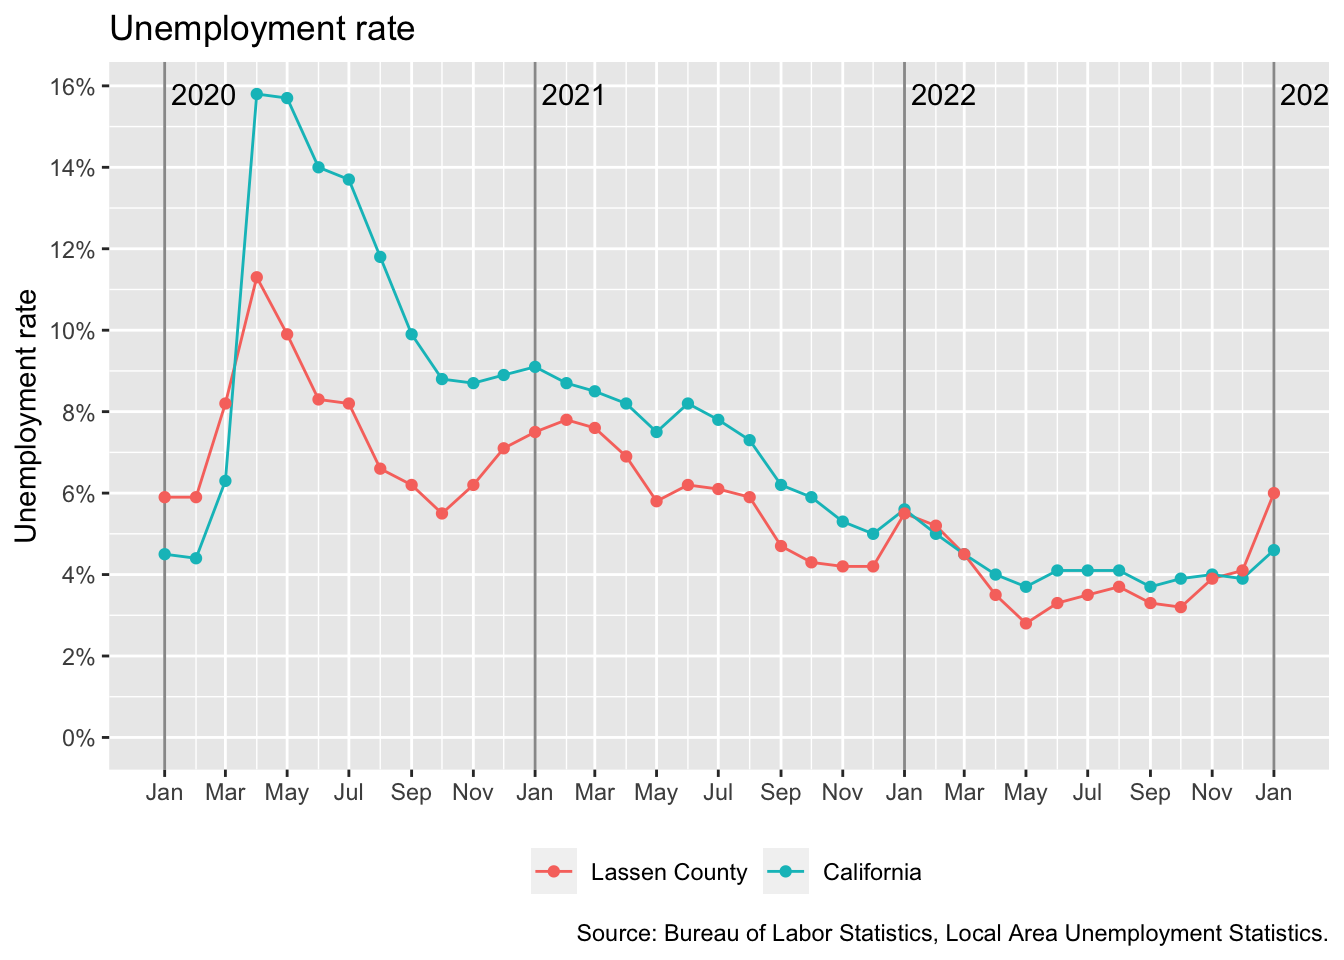 Unemployment rate
2020 2021 2022 202
16%
14%
12%
10%
8%
6%
4%
2%
0%
Unemployment rate
Jan Mar May Jul Sep Nov Jan Mar May Jul Sep Nov Jan Mar May Jul Sep Nov Jan
Lassen County California
Source: Bureau of Labor Statistics, Local Area Unemployment Statistics.